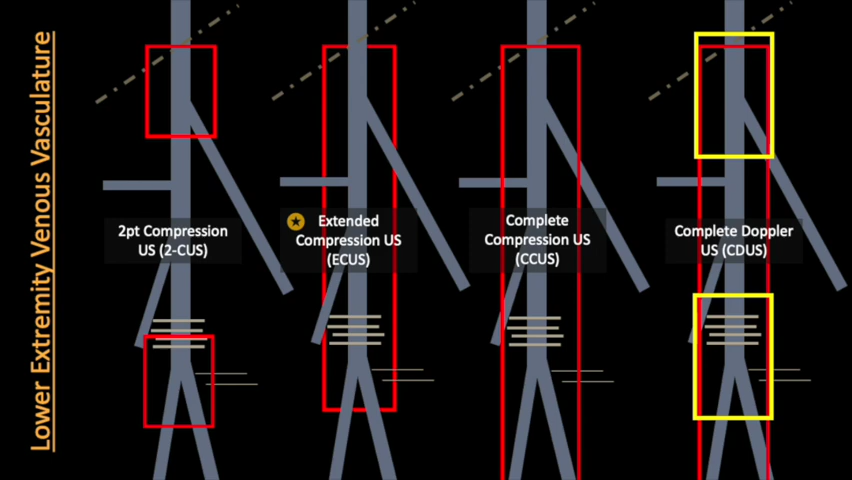 Lower Extremity Venous Vasculature
2pt Compression
US (2-CUS)
Extended
Compression US
(ECUS)
Complete
Compression US
(CCUS)
Complete Doppler
US (CDUS)